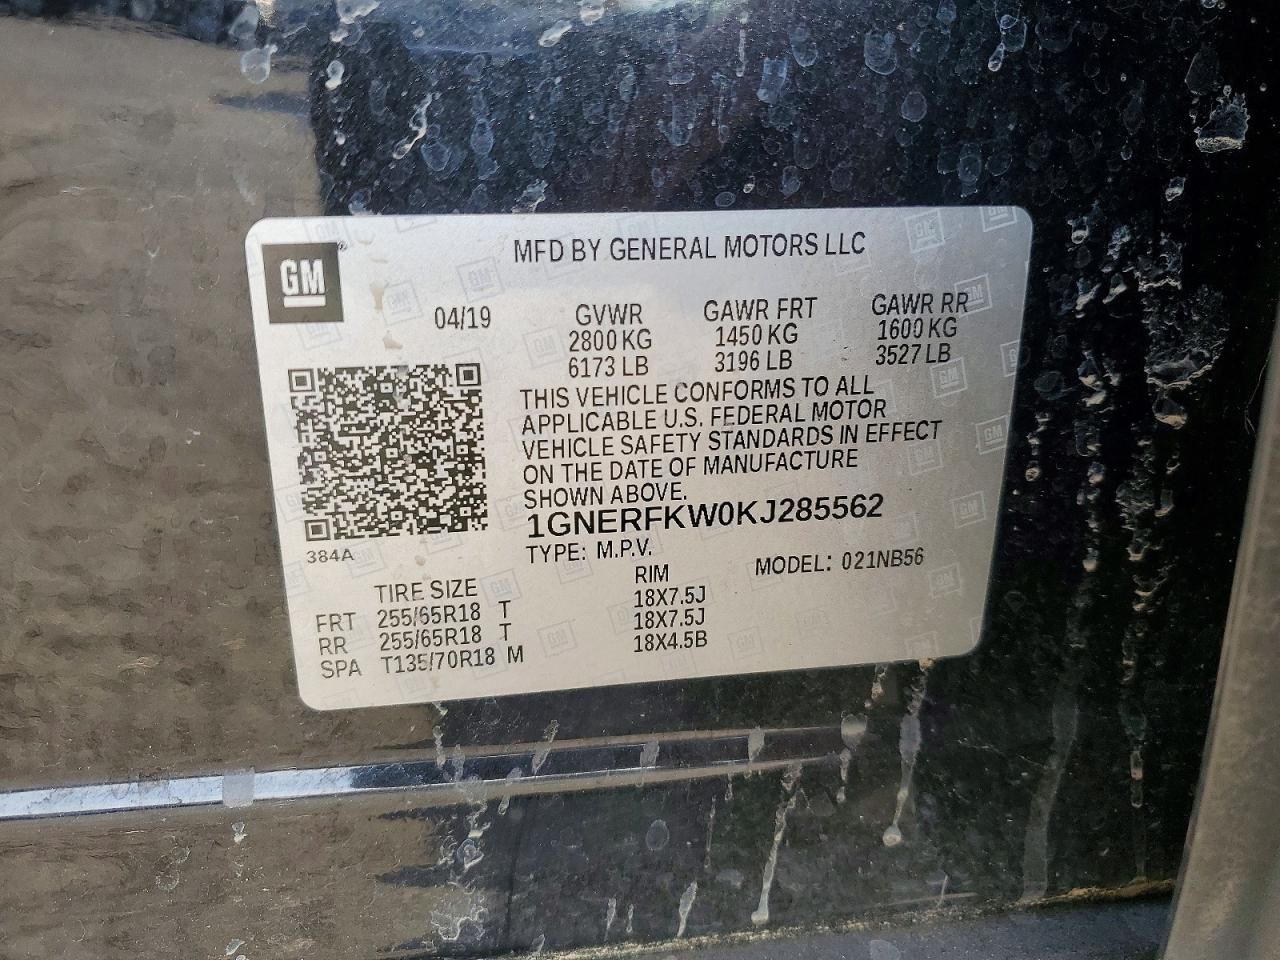 GM
MFD BY GENERAL MOTORS LLC
04/19
GVWR GAWR FRT GAWR RR
2800 KG 1450 KG 1600 KG
6173 LB 3196 LB 3527 LB
THIS VEHICLE CONFORMS TO ALL
APPLICABLE U.S. FEDERAL MOTOR
VEHICLE SAFETY STANDARDS IN EFFECT
ON THE DATE OF MANUFACTURE
SHOWN ABOVE.
1GNERFKW0KJ285562
TYPE: M.P.V. MODEL: 021NB56
384A
TIRE SIZE RIM
FRT 255/65R18 T 18X7.5J
RR 255/65R18 T 18X7.5J
SPA T135/70R18 M 18X4.5B